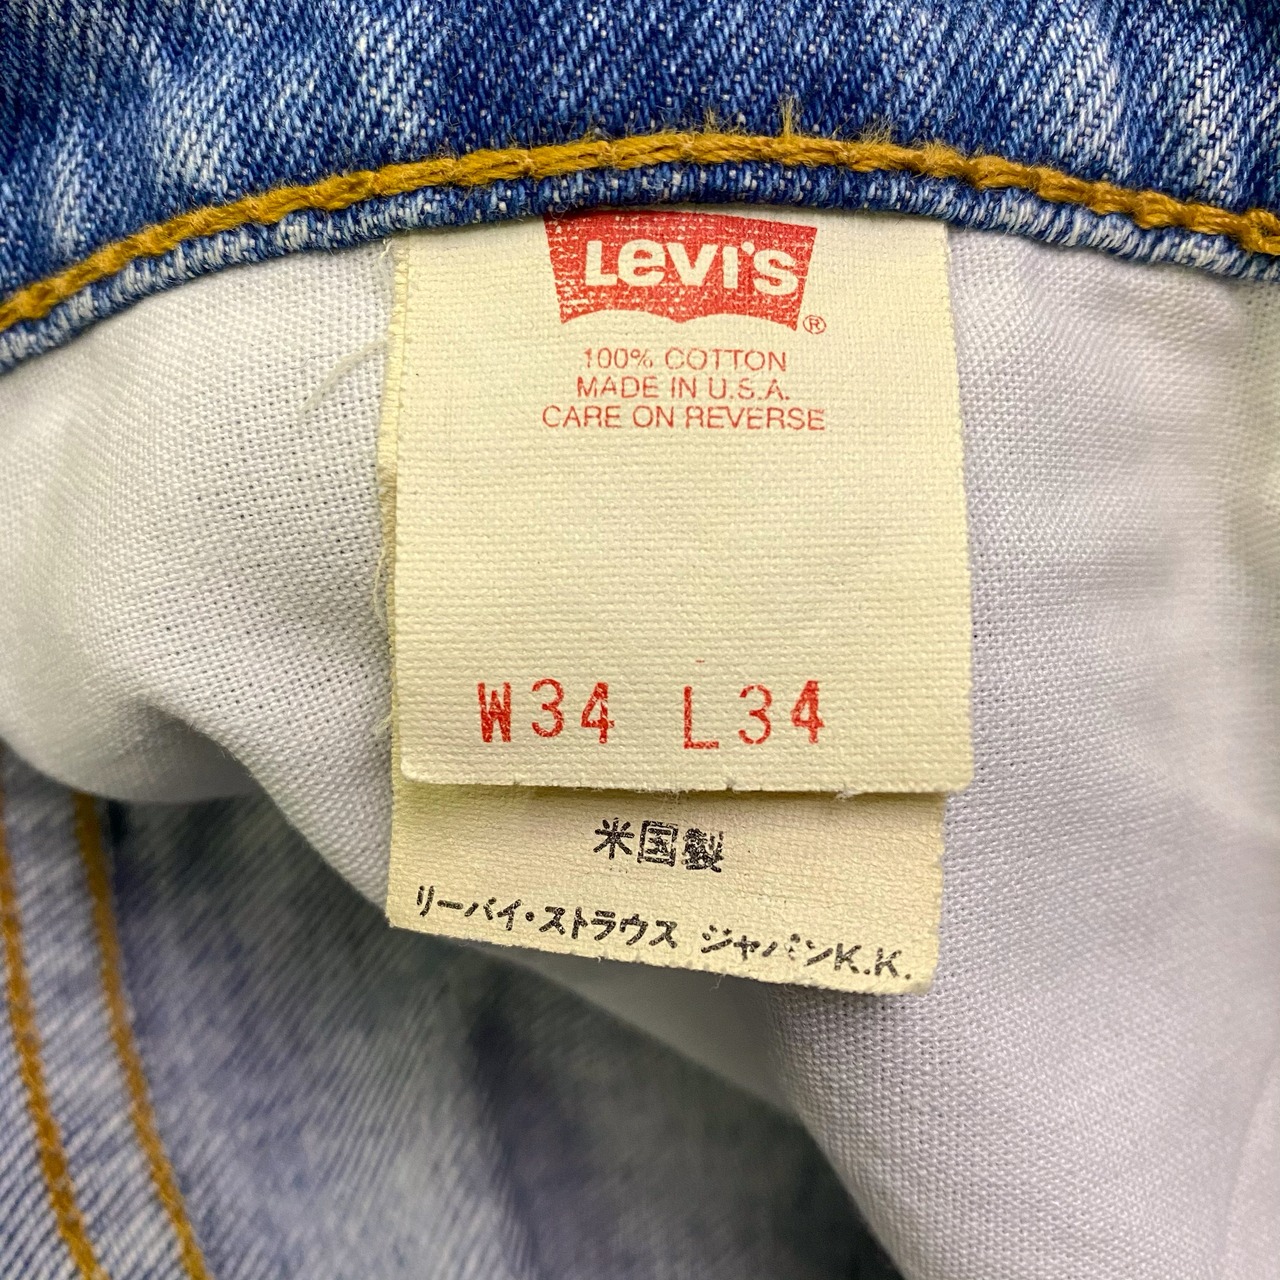 Levi's ®
100% COTTON
MADE IN U.S.A.
CARE ON REVERSE
W34 L34
米国製
リーバイ・ストラウス ジャパンK.K.